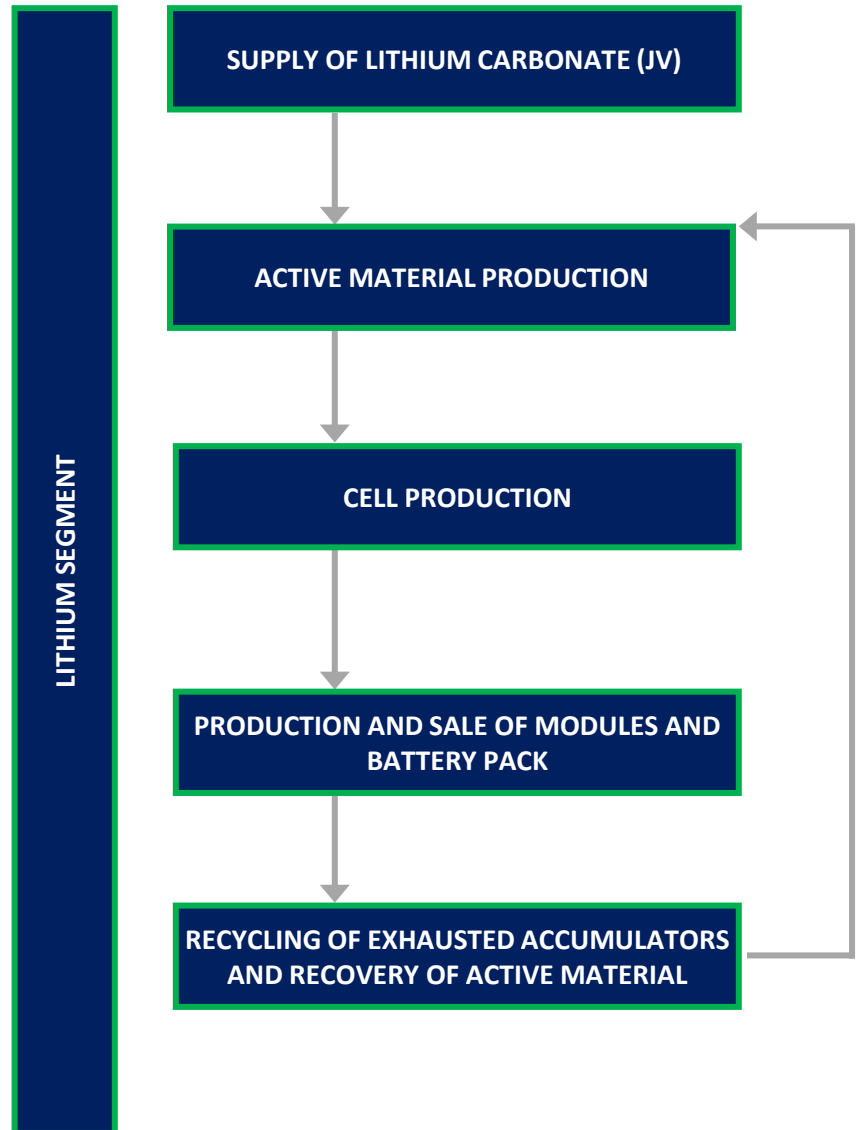 LITHIUM SEGMENT
SUPPLY OF LITHIUM CARBONATE (JV)
ACTIVE MATERIAL PRODUCTION
CELL PRODUCTION
PRODUCTION AND SALE OF MODULES AND
BATTERY PACK
RECYCLING OF EXHAUSTED ACCUMULATORS
AND RECOVERY OF ACTIVE MATERIAL